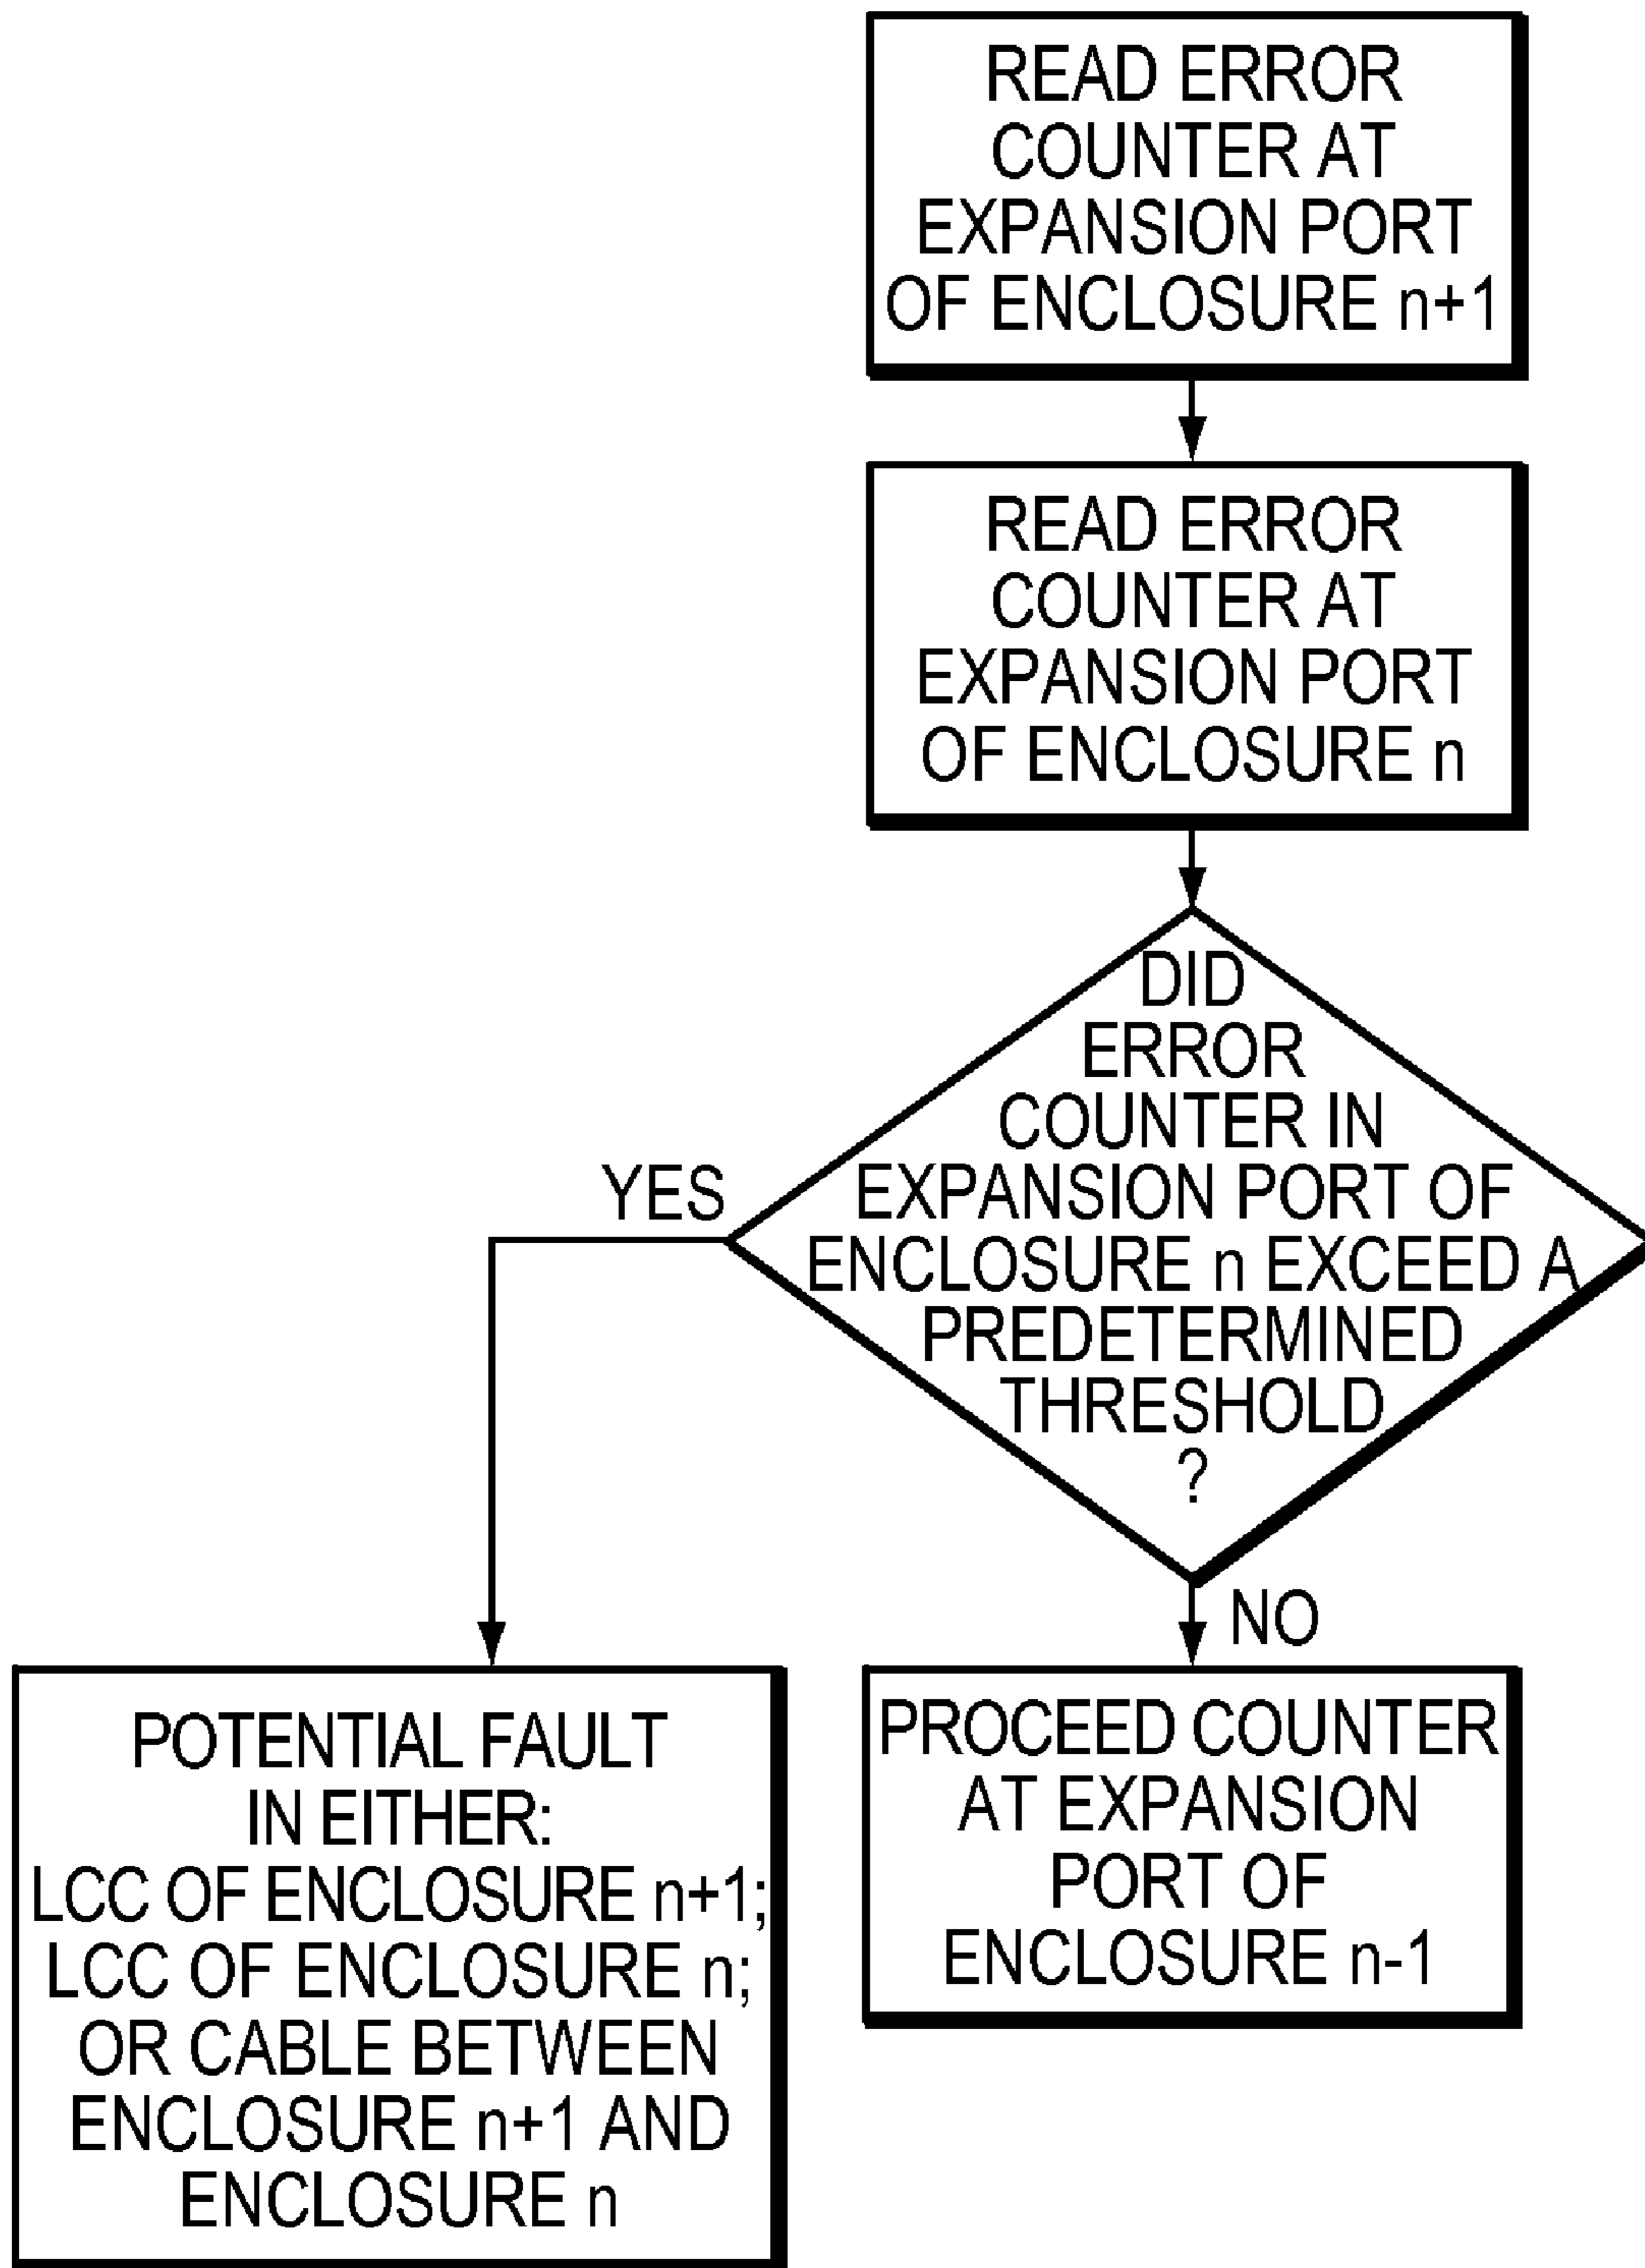 READ ERROR
COUNTER AT
EXPANSION PORT
OF ENCLOSURE n+1
READ ERROR
COUNTER AT
EXPANSION PORT
OF ENCLOSURE n
DID
ERROR
COUNTER IN
EXPANSION PORT OF
ENCLOSURE n EXCEED A
PREDETERMINED
THRESHOLD
?
YES
NO
POTENTIAL FAULT
IN EITHER:
LCC OF ENCLOSURE n+1;
LCC OF ENCLOSURE n;
OR CABLE BETWEEN
ENCLOSURE n+1 AND
ENCLOSURE n
PROCEED COUNTER
AT EXPANSION
PORT OF
ENCLOSURE n-1